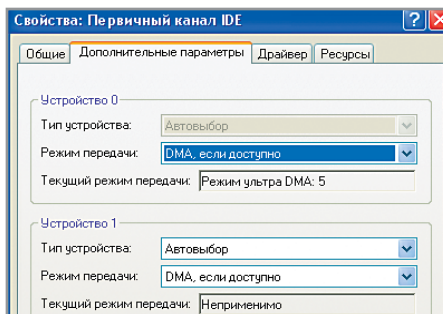 Свойства: Первичный канал IDE
Общие Дополнительные параметры Драйвер Ресурсы
Устройство 0
Тип устройства: Автовыбор
Режим передачи: DMA, если доступно
Текущий режим передачи: Режим ультра DMA: 5
Устройство 1
Тип устройства: Автовыбор
Режим передачи: DMA, если доступно
Текущий режим передачи: Неприменимо